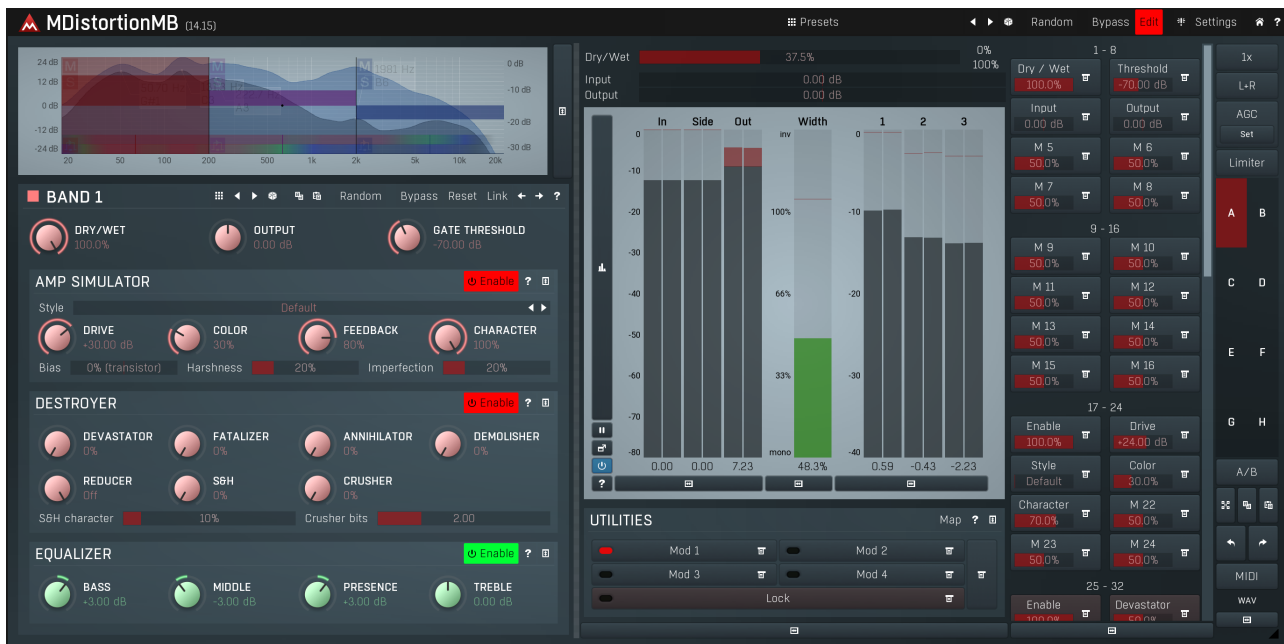 MDistortionMB (14.15) Presets Random Bypass Edit Settings ?
24 dB M M 1981 Hz 0 dB
12 dB S S -10 dB
0 dB
-12 dB -20 dB
-24 dB -30 dB
20 50 100 200 500 1k 2k 5k 10k 20k
BAND 1 Random Bypass Reset Link ?
DRY/WET OUTPUT GATE THRESHOLD
100.0% 0.00 dB -70.00 dB
AMP SIMULATOR Enable ?
Style Default
DRIVE COLOR FEEDBACK CHARACTER
+30.00 dB 30% 80% 100%
Bias 0% (transistor) Harshness 20% Imperfection 20%
DESTROYER Enable ?
DEVASTATOR FATALIZER ANNIHILATOR DEMOLISHER
0% 0% 0% 0%
REDUCER S&H CRUSHER
Off 0% 0%
S&H character 10% Crusher bits 2.00
EQUALIZER Enable ?
BASS MIDDLE PRESENCE TREBLE
+3.00 dB -3.00 dB +3.00 dB 0.00 dB
Dry/Wet 37.5% 0%
100%
Input 0.00 dB
Output 0.00 dB
In Side Out Width 1 2 3
0 inv 0
-10
-20 100% -10
-30
-40 66% -20
-50
-60 33% -30
-70
-80 mono -40
0.00 0.00 7.23 48.3% 0.59 -0.43 -2.23
?
UTILITIES Map ?
Mod 1 Mod 2
Mod 3 Mod 4
Lock
1 - 8
Dry / Wet Threshold
100.0% -70.00 dB
Input Output
0.00 dB 0.00 dB
M 5 M 6
50.0% 50.0%
M 7 M 8
50.0% 50.0%
9 - 16
M 9 M 10
50.0% 50.0%
M 11 M 12
50.0% 50.0%
M 13 M 14
50.0% 50.0%
M 15 M 16
50.0% 50.0%
17 - 24
Enable Drive
100.0% +24.00 dB
Style Color
Default 30.0%
Character M 22
70.0% 50.0%
M 23 M 24
50.0% 50.0%
25 - 32
Enable Devastator
100.0% 50.0%
1x
L+R
AGC
Set
Limiter
A B
C D
E F
G H
A/B
MIDI
WAV